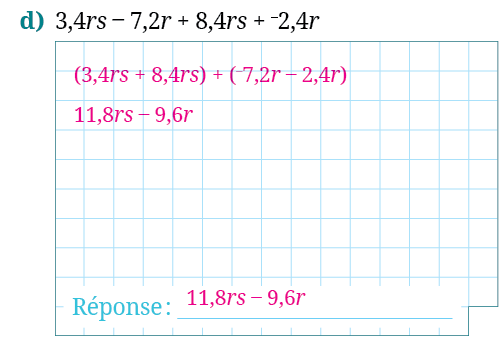 d) 3,4rs – 7,2r + 8,4rs + ⁻2,4r
(3,4rs + 8,4rs) + (⁻7,2r – 2,4r)
11,8rs – 9,6r
Réponse : 11,8rs – 9,6r